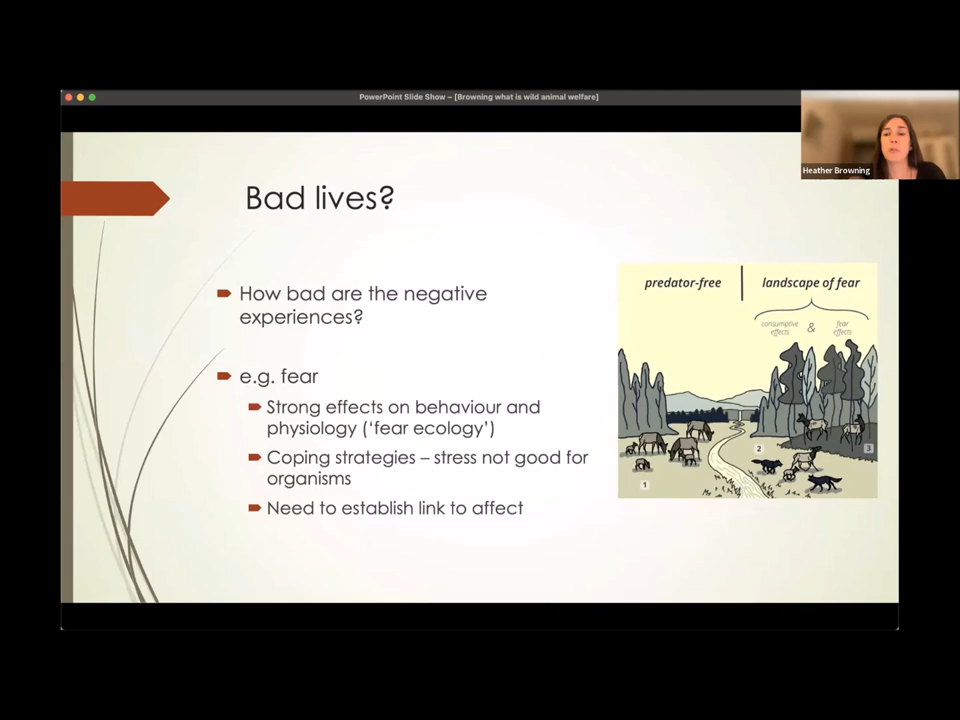 PowerPoint Slide Show – [Browning what is wild animal welfare]
Heather Browning
Bad lives?
How bad are the negative
experiences?
e.g. fear
Strong effects on behaviour and
physiology (‘fear ecology’)
Coping strategies – stress not good for
organisms
Need to establish link to affect
predator-free
landscape of fear
consumptive
effects
&
fear
effects
1
2
3